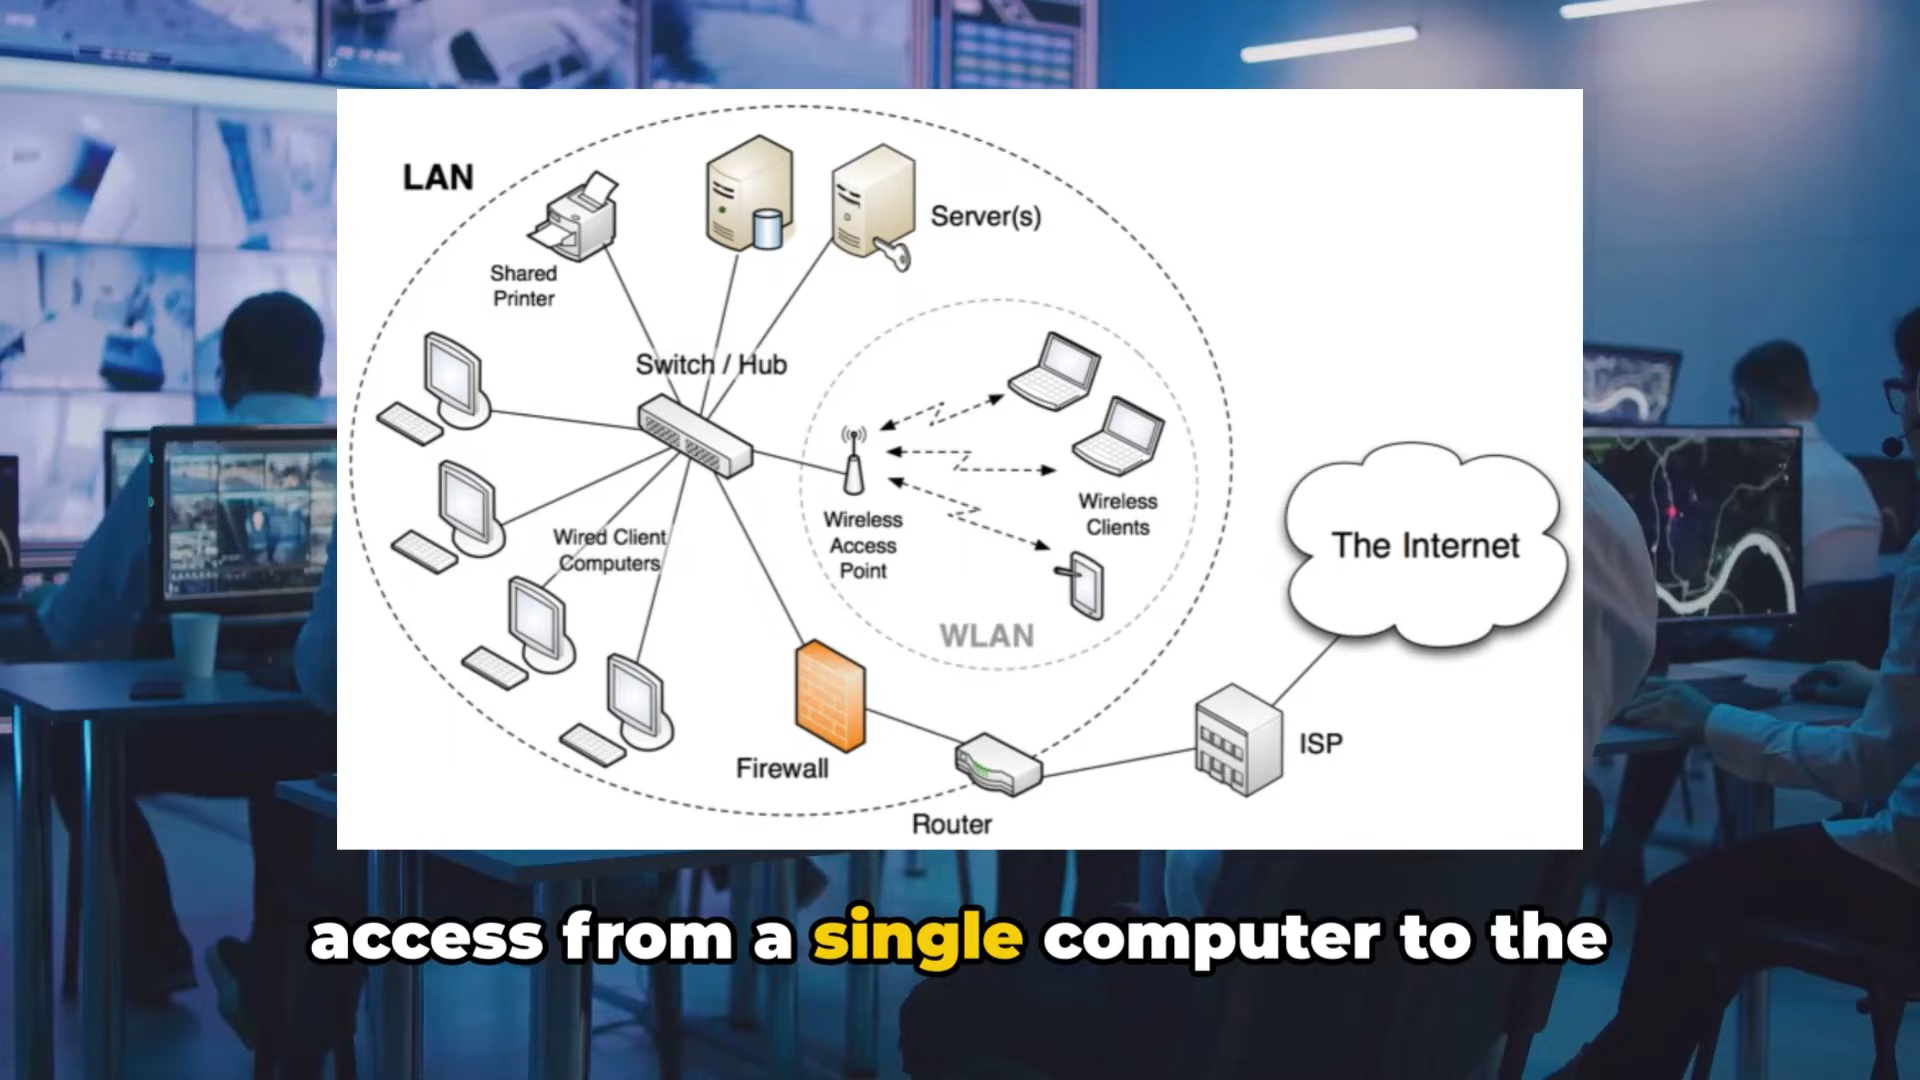 LAN
Server(s)
Shared
Printer
Switch / Hub
Wireless
Clients
Wired Client
Computers
Wireless
Access
Point
The Internet
WLAN
ISP
Firewall
Router
access from a single computer to the